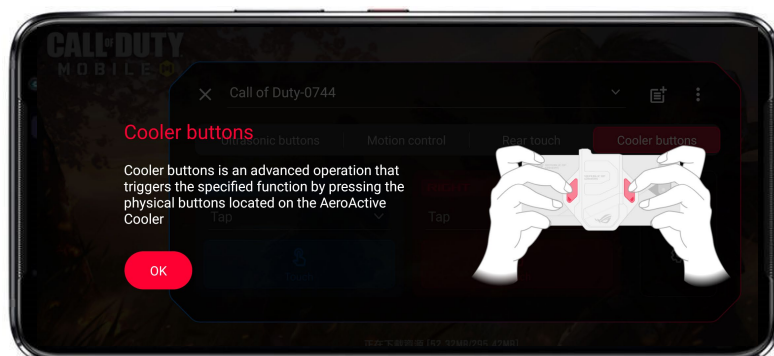 CALL OF DUTY
MOBILE
Call of Duty-0744
Cooler buttons
Ultrasonic buttons
Motion control
Rear touch
Cooler buttons
Cooler buttons is an advanced operation that
triggers the specified function by pressing the
physical buttons located on the AeroActive
Cooler
Tap
Tap
OK